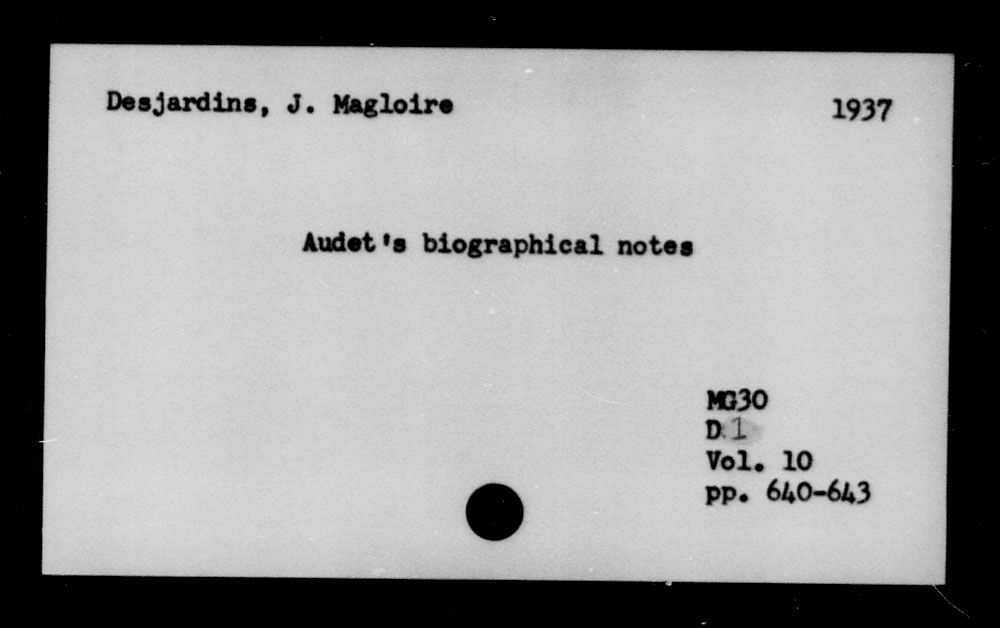 Desjardins, J. Magloire 1937
Audet's biographical notes
MG30
D 1
Vol. 10
pp. 640-643